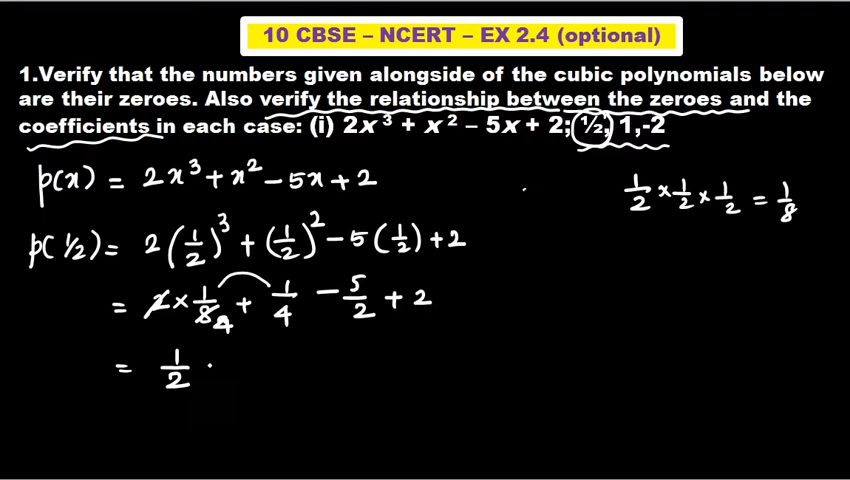 10 CBSE – NCERT – EX 2.4 (optional)
1.Verify that the numbers given alongside of the cubic polynomials below
are their zeroes. Also verify the relationship between the zeroes and the
coefficients in each case: (i) 2x³ + x² – 5x + 2; ½, 1,-2
p(x) = 2x³ + x² – 5x + 2
1/2 × 1/2 × 1/2 = 1/8
p(1/2) = 2(1/2)³ + (1/2)² – 5(1/2) + 2
= 2 × 1/8 4 + 1/4 – 5/2 + 2
= 1/2